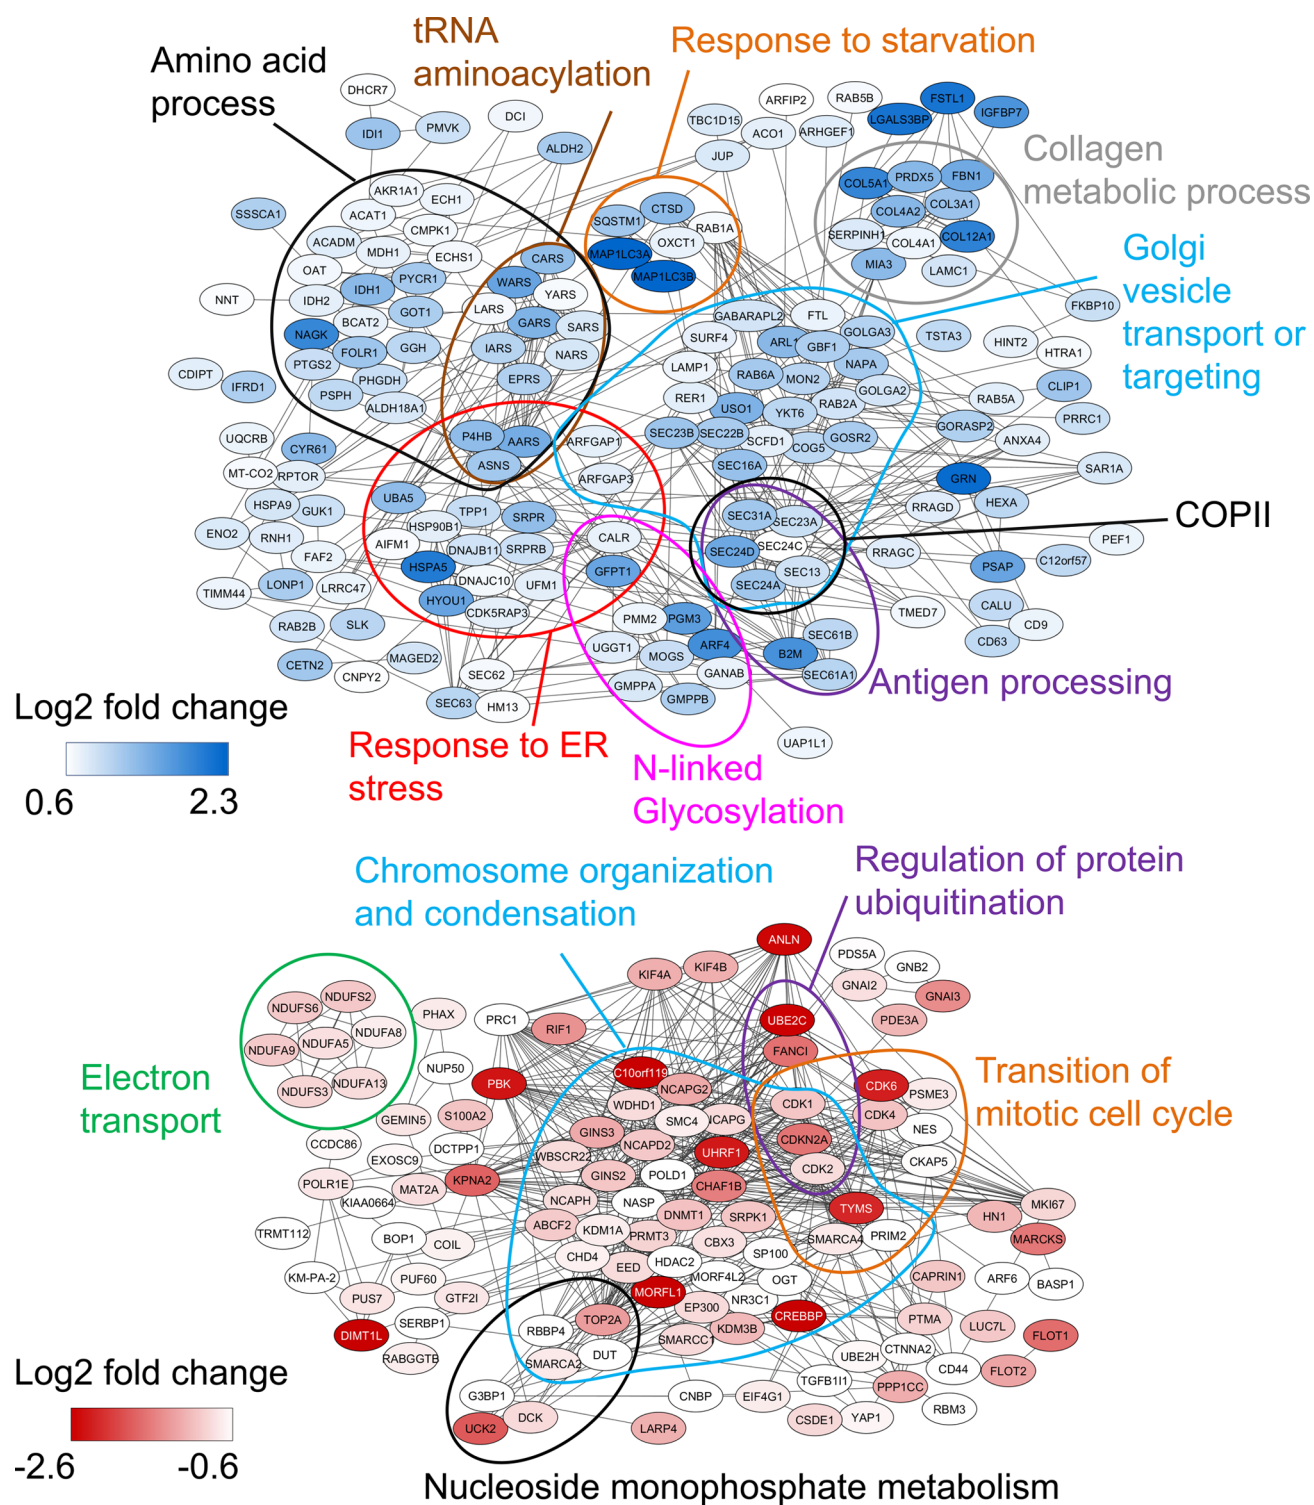 tRNA
aminoacylation
Response to starvation
Amino acid
process
DHCR7
IDI1
PMVK
DCI
ALDH2
TBC1D15
ARFIP2
RAB5B
FSTL1
LGALS3BP
IGFBP7
ACO1
ARHGEF1
JUP
Collagen
metabolic process
SSSCA1
AKR1A1
ECH1
ACAT1
CMPK1
ACADM
MDH1
ECHS1
OAT
IDH1
PYCR1
IDH2
GOT1
NNT
NAGK
BCAT2
FOLR1
GGH
PTGS2
PHGDH
PSPH
ALDH18A1
CDIPT
IFRD1
CARS
WARS
YARS
LARS
GARS
SARS
IARS
NARS
EPRS
P4HB
AARS
ASNS
SQSTM1
CTSD
RAB1A
OXCT1
MAP1LC3A
MAP1LC3B
COL5A1
PRDX5
FBN1
COL4A2
COL3A1
SERPINH1
COL4A1
COL12A1
MIA3
LAMC1
Golgi
vesicle
transport or
targeting
FKBP10
GABARAPL2
FTL
SURF4
ARL1
GBF1
GOLGA3
TSTA3
HINT2
HTRA1
LAMP1
RAB6A
MON2
NAPA
GOLGA2
CLIP1
RER1
USO1
YKT6
RAB2A
RAB5A
PRRC1
SEC23B
SEC22B
SCFD1
COG5
GOSR2
GORASP2
ANXA4
SEC16A
SAR1A
GRN
HEXA
RRAGD
UQCRB
CYR61
MT-CO2
RPTOR
HSPA9
GUK1
ENO2
RNH1
FAF2
LONP1
LRRC47
TIMM44
RAB2B
SLK
CETN2
CNPY2
MAGED2
ARFGAP1
ARFGAP3
UBA5
TPP1
SRPR
HSP90B1
AIFM1
DNAJB11
SRPRB
HSPA5
DNAJC10
UFM1
HYOU1
CDK5RAP3
CALR
GFPT1
SEC31A
SEC23A
SEC24D
SEC24C
SEC13
SEC24A
COPII
RRAGC
PEF1
PSAP
C12orf57
CALU
CD9
CD63
TMED7
PMM2
PGM3
UGGT1
MOGS
ARF4
GANAB
GMPPA
GMPPB
B2M
SEC61B
SEC61A1
SEC62
SEC63
HM13
UAP1L1
Antigen processing
Log2 fold change
0.6
2.3
Response to ER
stress
N-linked
Glycosylation
Chromosome organization
and condensation
Regulation of protein
ubiquitination
ANLN
KIF4A
KIF4B
PDS5A
GNB2
GNAI2
GNAI3
PDE3A
NDUFS6
NDUFS2
NDUFA9
NDUFA5
NDUFA8
NDUFS3
NDUFA13
Electron
transport
PHAX
PRC1
RIF1
NUP50
PBK
UBE2C
FANCI
Transition of
mitotic cell cycle
C10orf119
NCAPG2
WDHD1
SMC4
NCAPG
CDK1
CDK6
PSME3
CDK4
NES
CDKN2A
CDK2
CKAP5
GEMIN5
S100A2
CCDC86
DCTPP1
EXOSC9
POLR1E
MAT2A
KPNA2
KIAA0664
TRMT112
BOP1
COIL
KM-PA-2
PUF60
PUS7
GTF2I
SERBP1
DIMT1L
RABGGTB
GINS3
NCAPD2
UHRF1
WBSCR22
GINS2
POLD1
CHAF1B
NCAPH
NASP
ABCF2
KDM1A
DNMT1
SRPK1
PRMT3
CBX3
CHD4
EED
HDAC2
SP100
MORF4L2
OGT
MORFL1
NR3C1
EP300
CREBBP
KDM3B
SMARCC1
TYMS
SMARCA4
PRIM2
MKI67
HN1
MARCKS
CAPRIN1
ARF6
BASP1
PTMA
LUC7L
FLOT1
FLOT2
CTNNA2
UBE2H
CD44
TGFB1I1
PPP1CC
RBM3
TOP2A
RBBP4
DUT
SMARCA2
G3BP1
DCK
UCK2
CNBP
EIF4G1
LARP4
CSDE1
YAP1
Log2 fold change
-2.6
-0.6
Nucleoside monophosphate metabolism